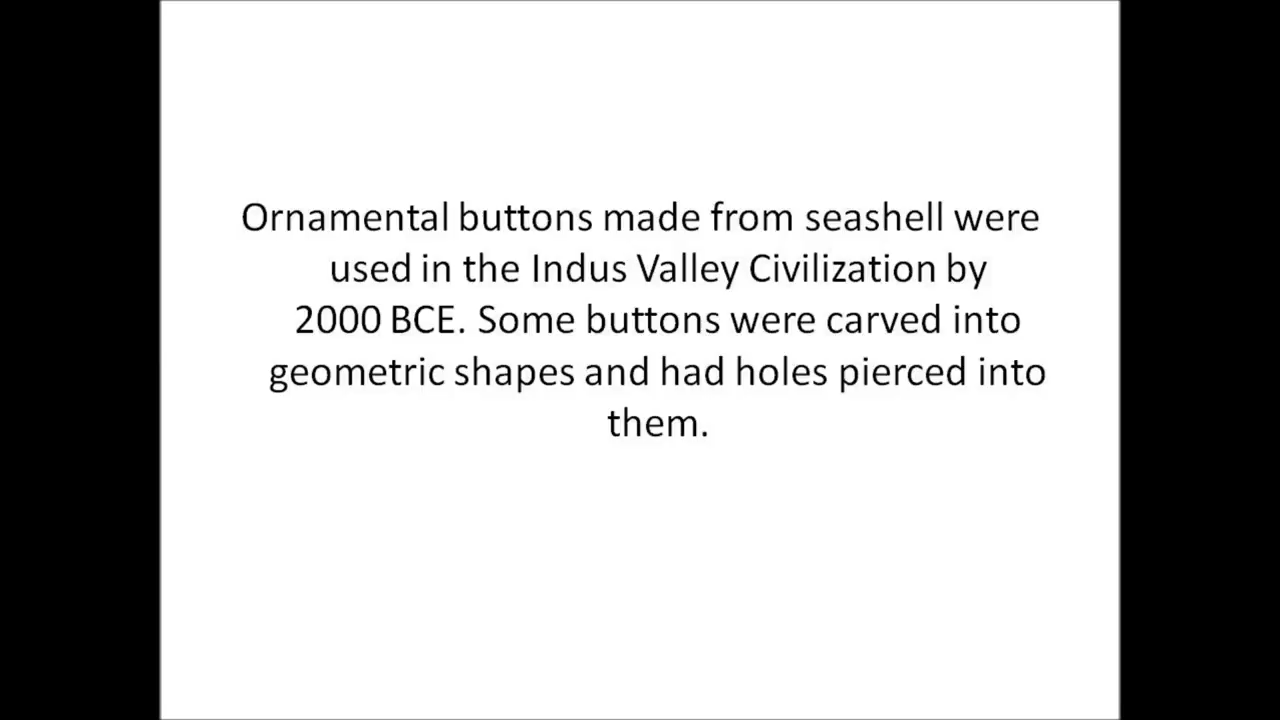 Ornamental buttons made from seashell were
used in the Indus Valley Civilization by
2000 BCE. Some buttons were carved into
geometric shapes and had holes pierced into
them.